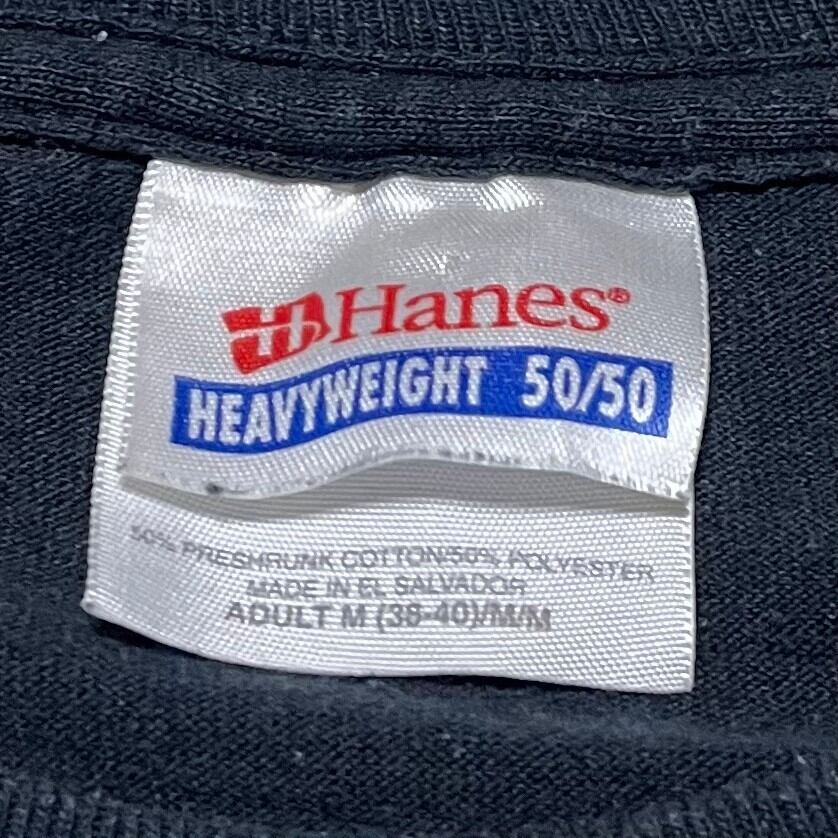 Hanes®
HEAVYWEIGHT 50/50
50% PRESHRUNK COTTON/50% POLYESTER
MADE IN EL SALVADOR
ADULT M (38-40)/M/M